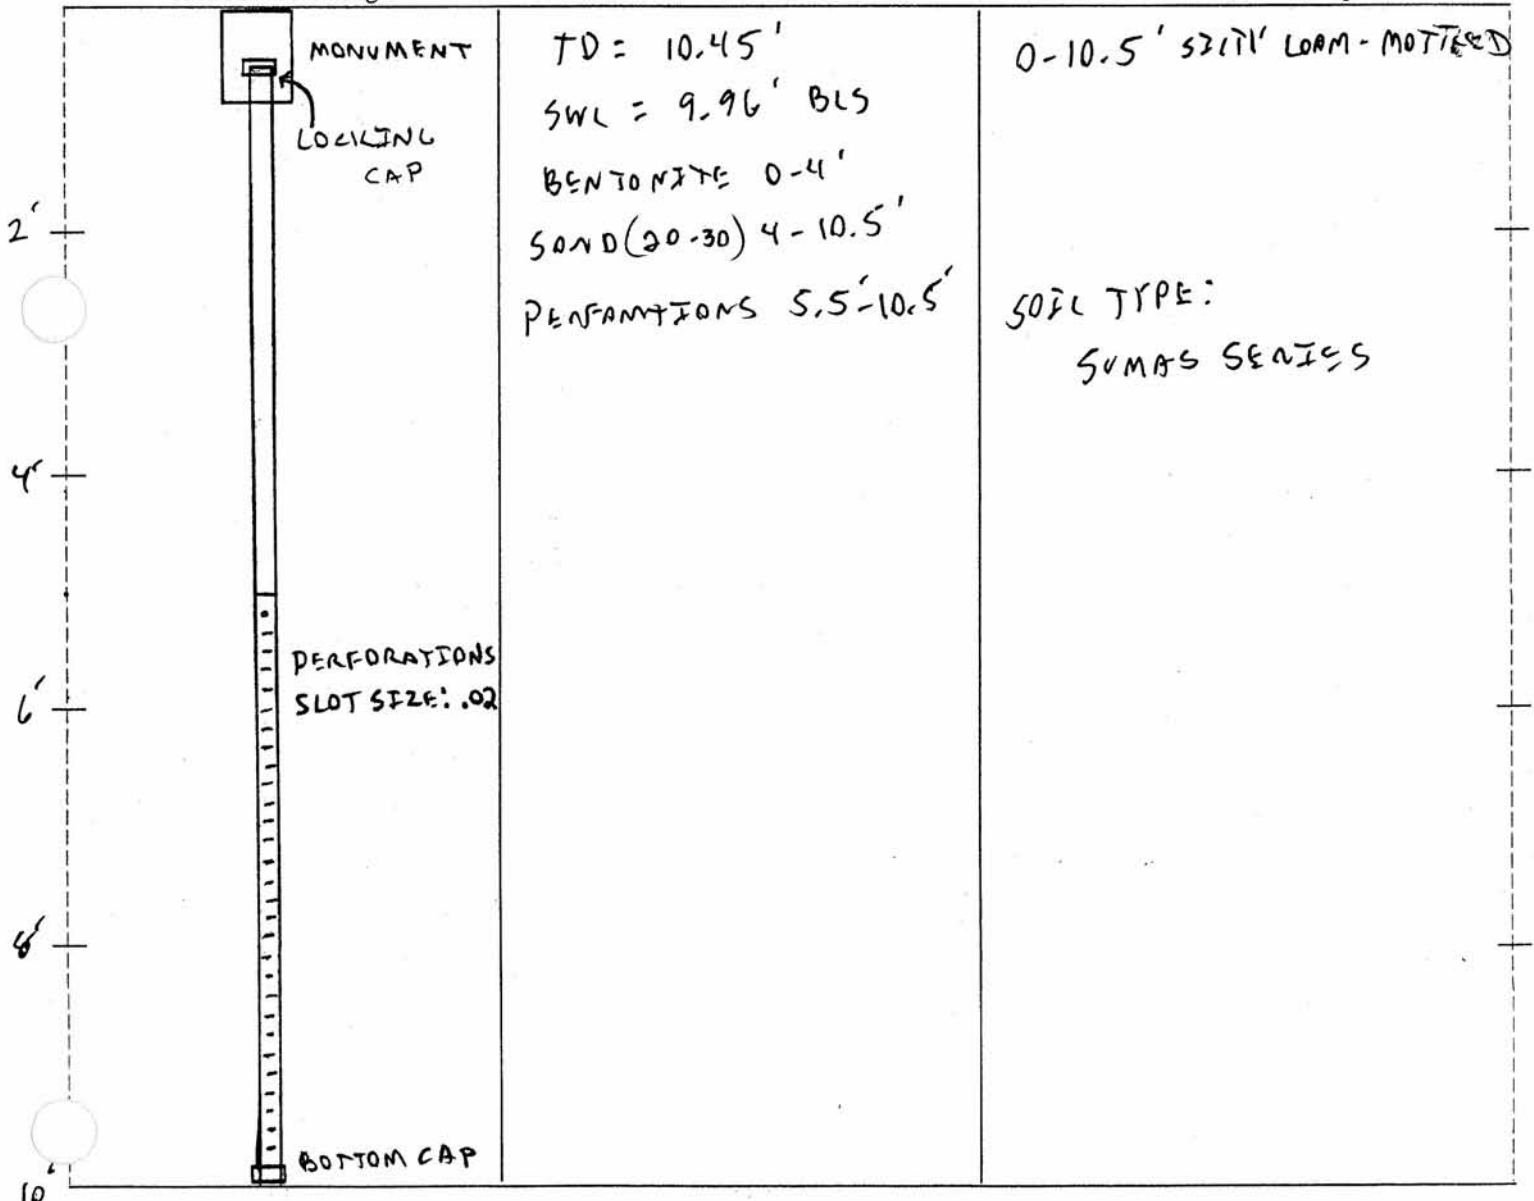 MONUMENT
LOCKING
CAP
2'
4'
6'
8'
10'
PERFORATIONS
SLOT SIZE: .02
BOTTOM CAP
TD = 10.45'
SWL = 9.96' BLS
BENTONITE 0-4'
SAND (20-30) 4-10.5'
PERFORATIONS 5.5'-10.5'
0-10.5' SILTY LOAM - MOTTLED
SOIL TYPE:
SUMAS SERIES